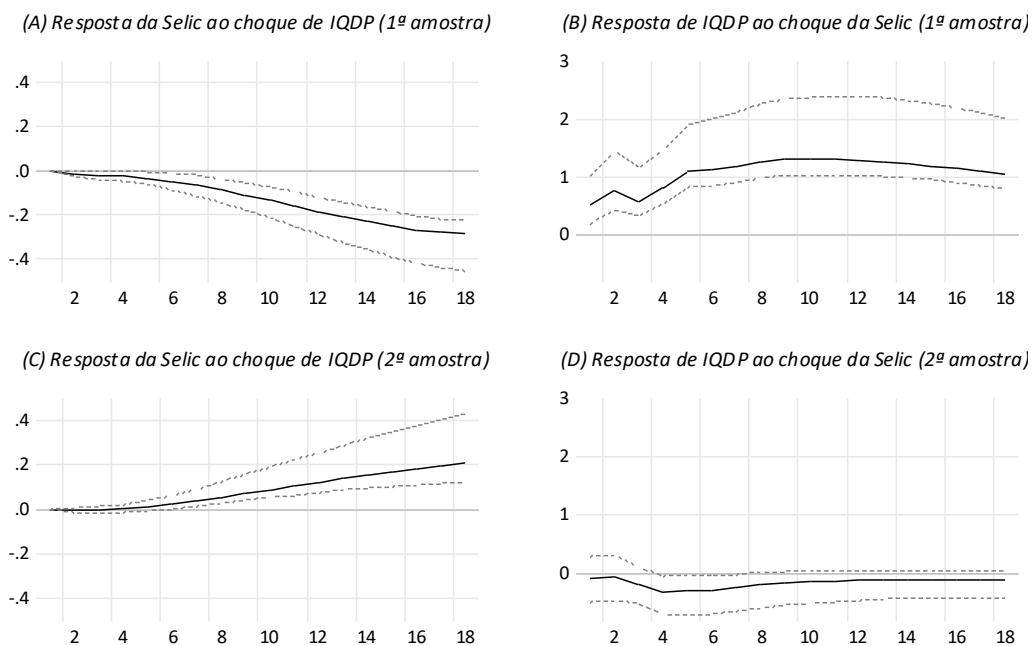 (A) Resposta da Selic ao choque de IQDP (1ª amostra)
(B) Resposta de IQDP ao choque da Selic (1ª amostra)
.4
.2
.0
-.2
-.4
2 4 6 8 10 12 14 16 18
3
2
1
0
2 4 6 8 10 12 14 16 18
(C) Resposta da Selic ao choque de IQDP (2ª amostra)
(D) Resposta de IQDP ao choque da Selic (2ª amostra)
.4
.2
.0
-.2
-.4
2 4 6 8 10 12 14 16 18
3
2
1
0
2 4 6 8 10 12 14 16 18